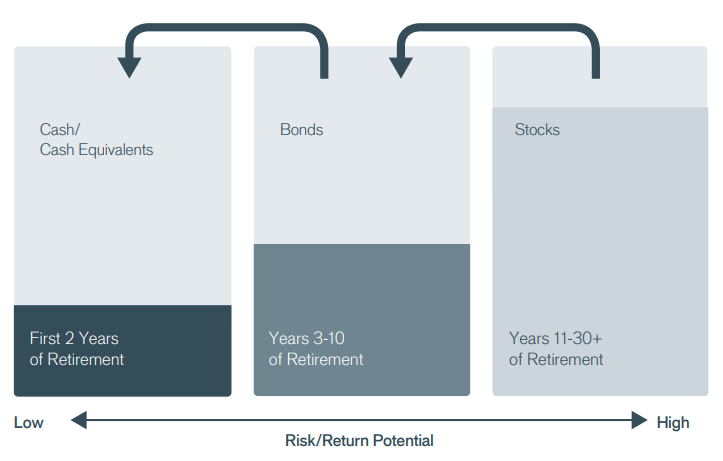 Cash/
Cash Equivalents
Bonds
Stocks
First 2 Years
of Retirement
Years 3-10
of Retirement
Years 11-30+
of Retirement
Low
High
Risk/Return Potential